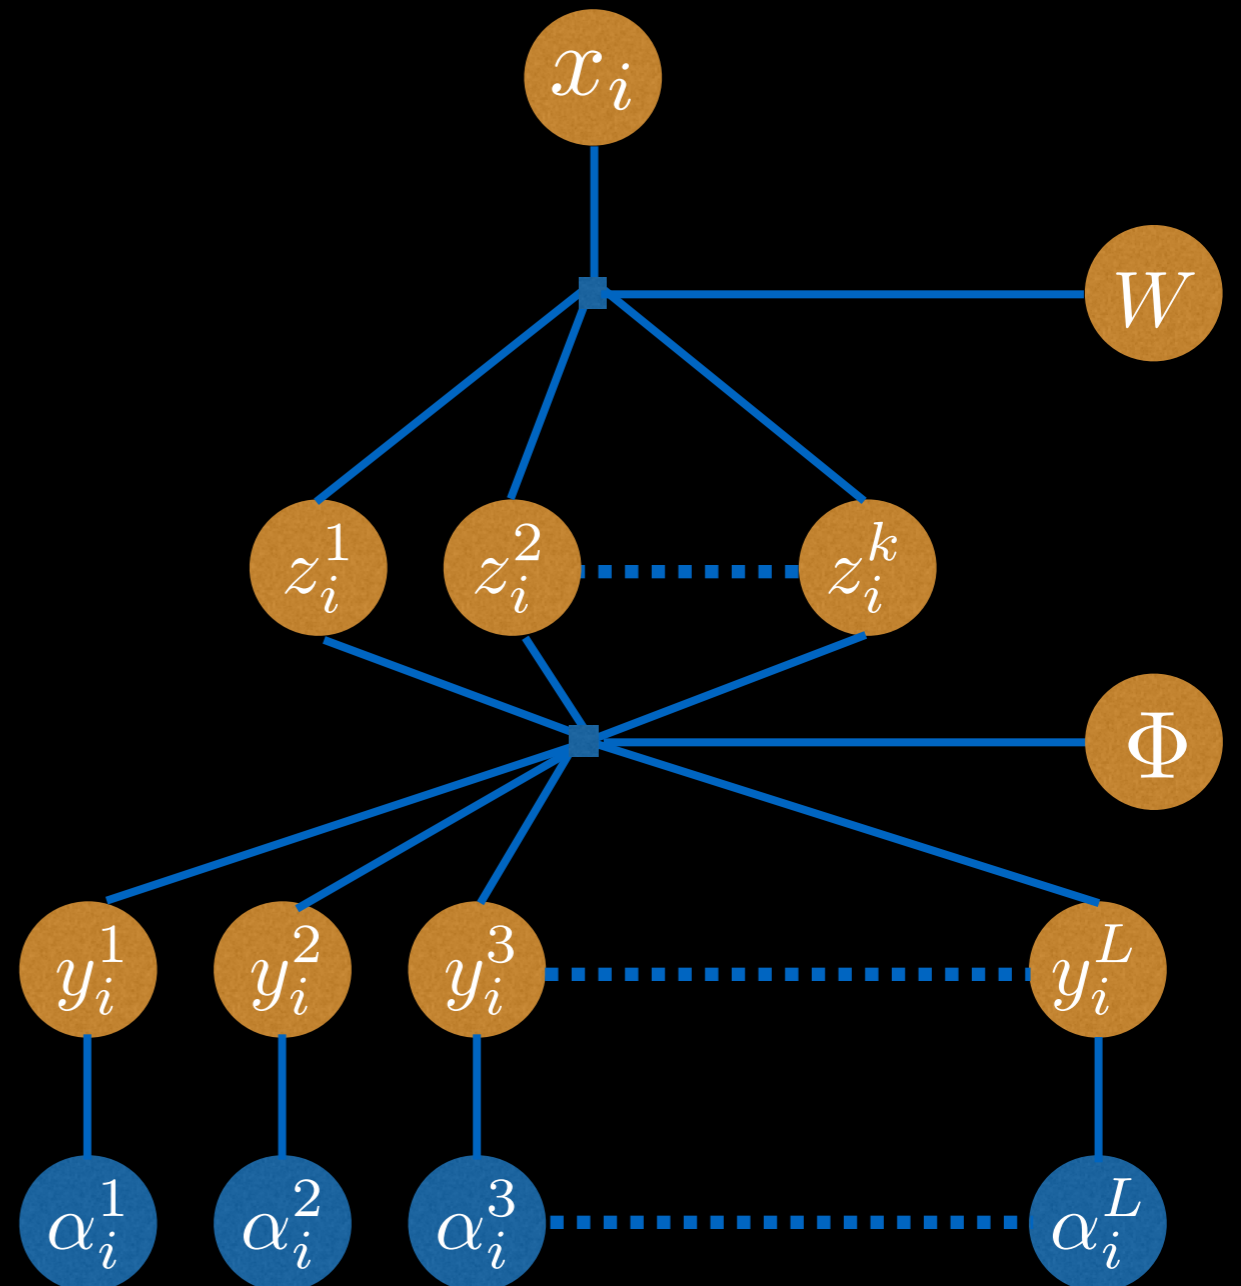 x_i
W
z_i^1 z_i^2 z_i^k
Φ
y_i^1 y_i^2 y_i^3 y_i^L
α_i^1 α_i^2 α_i^3 α_i^L